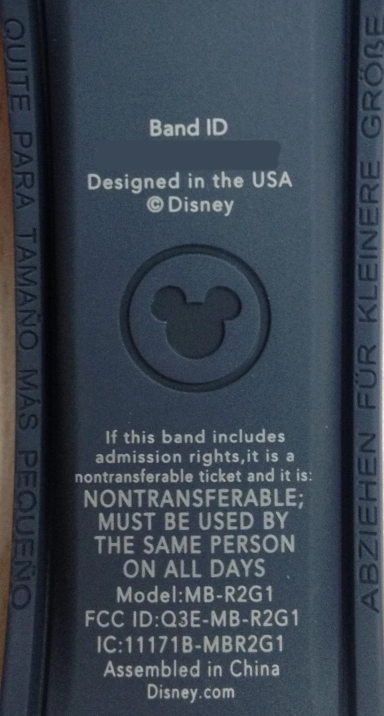 QUITE PARA TAMAÑO MÁS PEQUEÑO
Band ID
Designed in the USA
© Disney
If this band includes
admission rights,it is a
nontransferable ticket and it is:
NONTRANSFERABLE;
MUST BE USED BY
THE SAME PERSON
ON ALL DAYS
Model:MB-R2G1
FCC ID:Q3E-MB-R2G1
IC:11171B-MBR2G1
Assembled in China
Disney.com
ABZIEHEN FÜR KLEINERE GRÖßE